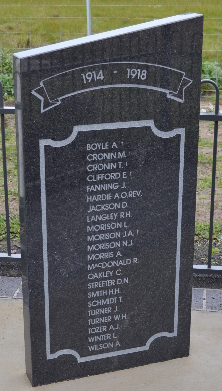 1914 - 1918
BOYLE A. †
CRONIN M. †
CRONIN T. †
CLIFFORD E. †
FANNING J.
HARDIE A.O. REV.
JACKSON D.
LANGLEY R.H.
MORISON L.
MORISON J.A. †
MORISON N.J.
MORRIS A.
MACDONALD R.
OAKLEY C.
STREETER D.N.
SMITH H.H.
SCHMIDT T.
TURNER J.
TURNER W.H.
TOZER A.J.
WINTER L.
WILSON A.